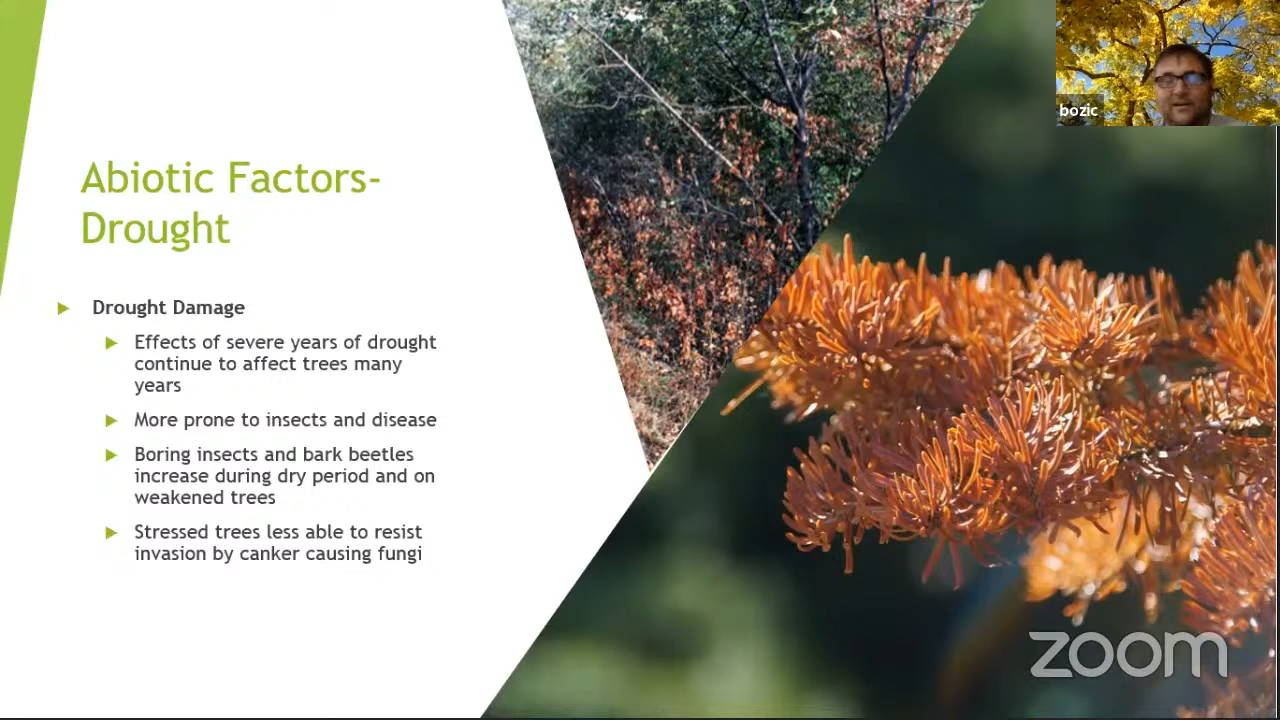 bozic
Abiotic Factors-
Drought
Drought Damage
Effects of severe years of drought
continue to affect trees many
years
More prone to insects and disease
Boring insects and bark beetles
increase during dry period and on
weakened trees
Stressed trees less able to resist
invasion by canker causing fungi
zoom